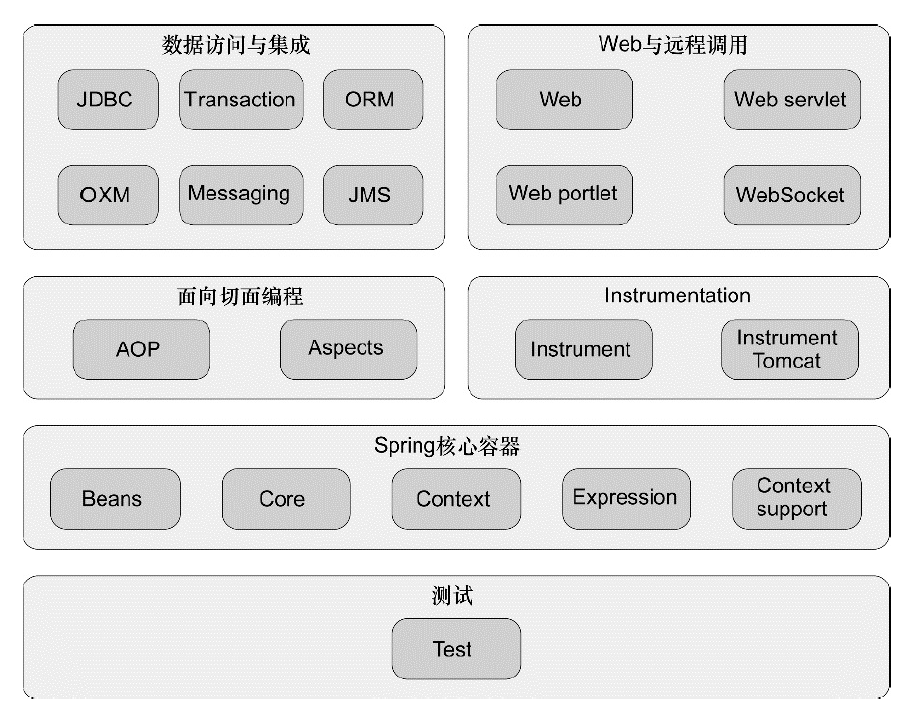 数据访问与集成
JDBC
Transaction
ORM
OXM
Messaging
JMS
Web与远程调用
Web
Web servlet
Web portlet
WebSocket
面向切面编程
AOP
Aspects
Instrumentation
Instrument
Instrument
Tomcat
Spring核心容器
Beans
Core
Context
Expression
Context
support
测试
Test